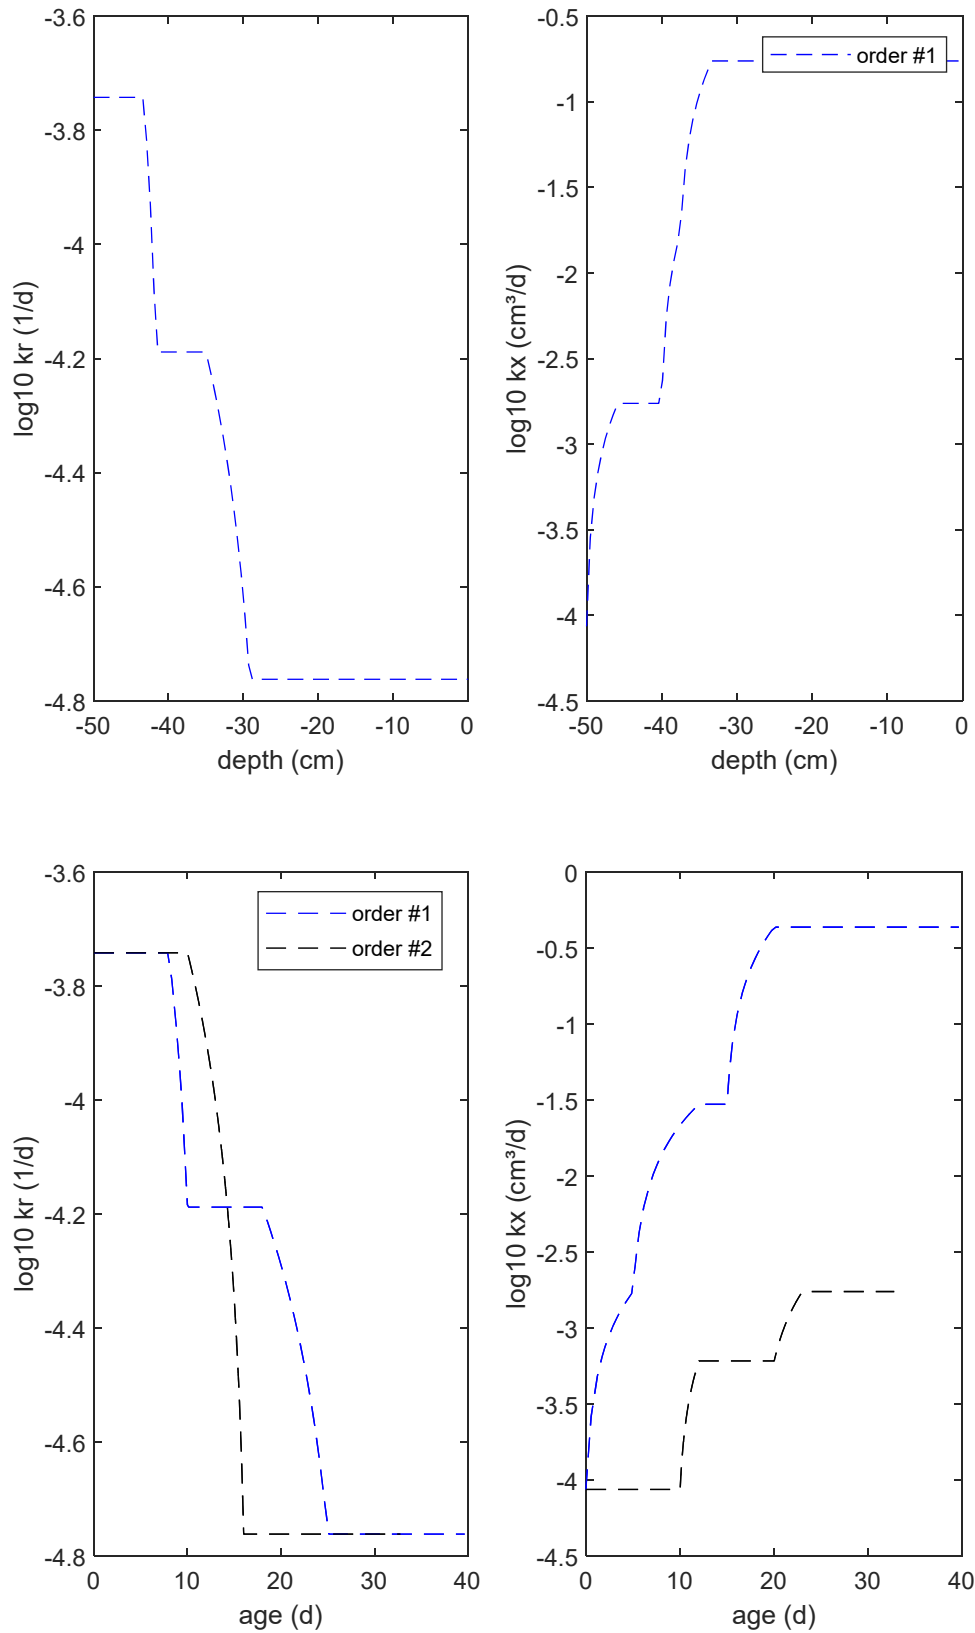 -3.6
-3.8
-4
-4.2
-4.4
-4.6
-4.8
-50 -40 -30 -20 -10 0
depth (cm)
log10 kr (1/d)
-0.5
-1
-1.5
-2
-2.5
-3
-3.5
-4
-4.5
-50 -40 -30 -20 -10 0
depth (cm)
log10 kx (cm³/d)
order #1
-3.6
-3.8
-4
-4.2
-4.4
-4.6
-4.8
0 10 20 30 40
age (d)
log10 kr (1/d)
order #1
order #2
0
-0.5
-1
-1.5
-2
-2.5
-3
-3.5
-4
-4.5
0 10 20 30 40
age (d)
log10 kx (cm³/d)